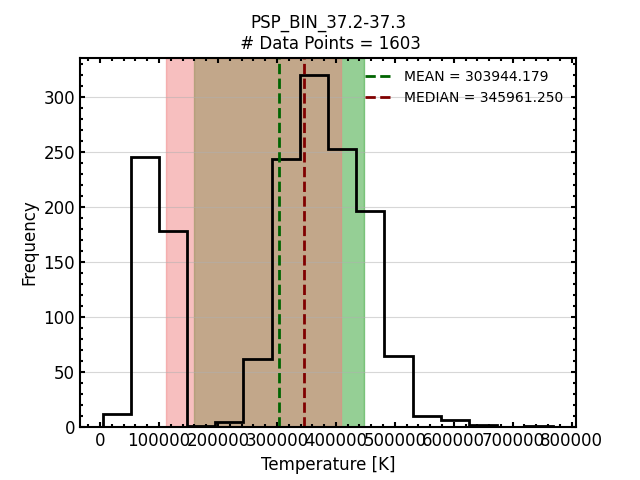 PSP_BIN_37.2-37.3
# Data Points = 1603
MEAN = 303944.179
MEDIAN = 345961.250
Frequency
300
250
200
150
100
50
0
0 100000 200000 300000 400000 500000 600000 700000 800000
Temperature [K]